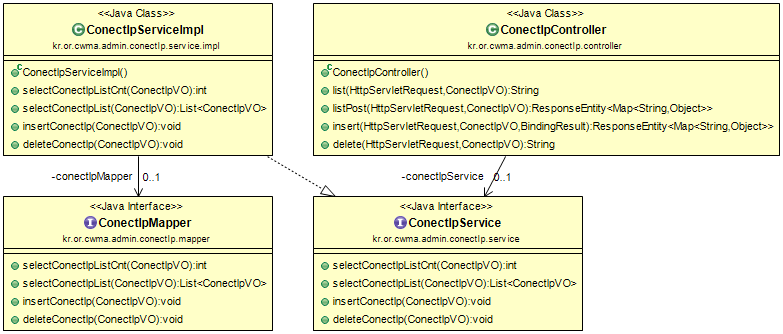 <<Java Class>>
ConectIpServiceImpl
kr.or.cwma.admin.conectIp.service.impl
ConectIpServiceImpl()
selectConectIpListCnt(ConectIpVO):int
selectConectIpList(ConectIpVO):List<ConectIpVO>
insertConectIp(ConectIpVO):void
deleteConectIp(ConectIpVO):void
<<Java Class>>
ConectIpController
kr.or.cwma.admin.conectIp.controller
ConectIpController()
list(HttpServletRequest,ConectIpVO):String
listPost(HttpServletRequest,ConectIpVO):ResponseEntity<Map<String,Object>>
insert(HttpServletRequest,ConectIpVO,BindingResult):ResponseEntity<Map<String,Object>>
delete(HttpServletRequest,ConectIpVO):String
-conectIpMapper 0..1
-conectIpService 0..1
<<Java Interface>>
ConectIpMapper
kr.or.cwma.admin.conectIp.mapper
selectConectIpListCnt(ConectIpVO):int
selectConectIpList(ConectIpVO):List<ConectIpVO>
insertConectIp(ConectIpVO):void
deleteConectIp(ConectIpVO):void
<<Java Interface>>
ConectIpService
kr.or.cwma.admin.conectIp.service
selectConectIpListCnt(ConectIpVO):int
selectConectIpList(ConectIpVO):List<ConectIpVO>
insertConectIp(ConectIpVO):void
deleteConectIp(ConectIpVO):void